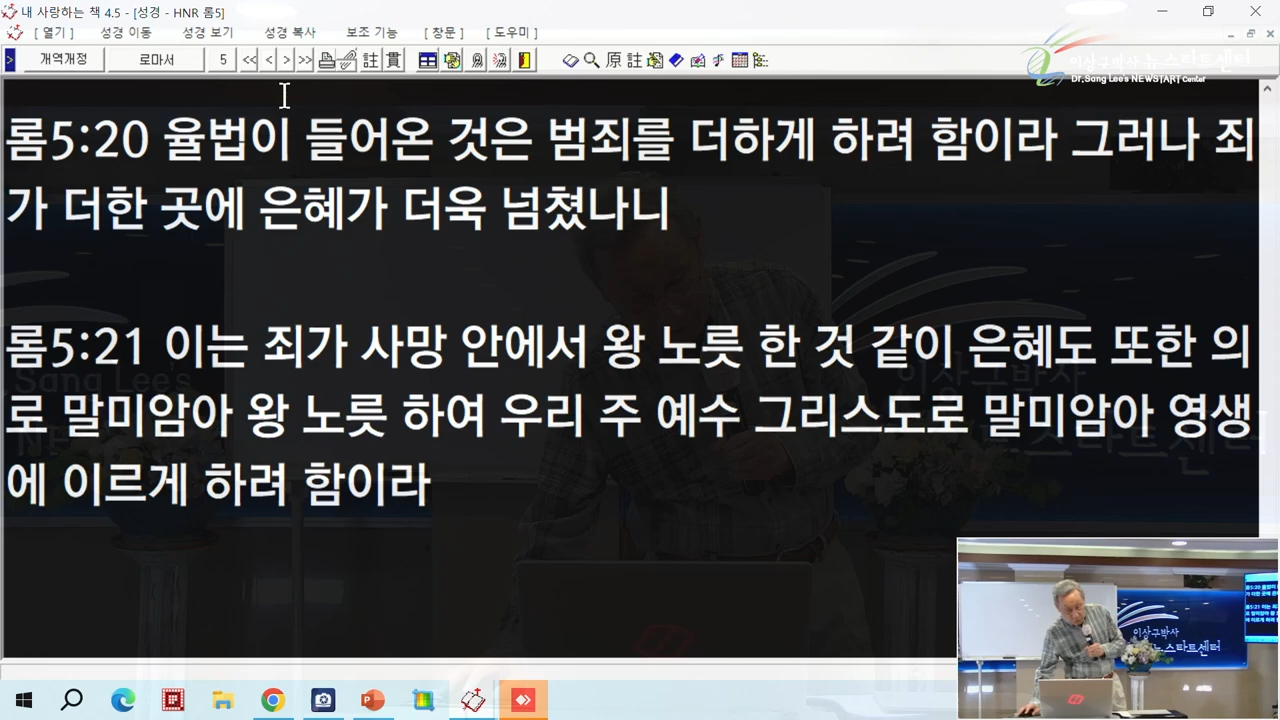 내 사랑하는 책 4.5 - [성경 - HNR 롬5]
[ 열기 ] 성경 이동 성경 보기 성경 복사 보조 기능 [ 창문 ] [ 도우미 ]
개역개정 로마서 5 << < > >> 註 貫 原 註
이상구박사 뉴스타트센터
Dr.Sang Lee's NEWSTART Center
롬5:20 율법이 들어온 것은 범죄를 더하게 하려 함이라 그러나 죄
가 더한 곳에 은혜가 더욱 넘쳤나니
롬5:21 이는 죄가 사망 안에서 왕 노릇 한 것 같이 은혜도 또한 의
로 말미암아 왕 노릇 하여 우리 주 예수 그리스도로 말미암아 영생
에 이르게 하려 함이라
이상구박사
뉴스타트센터